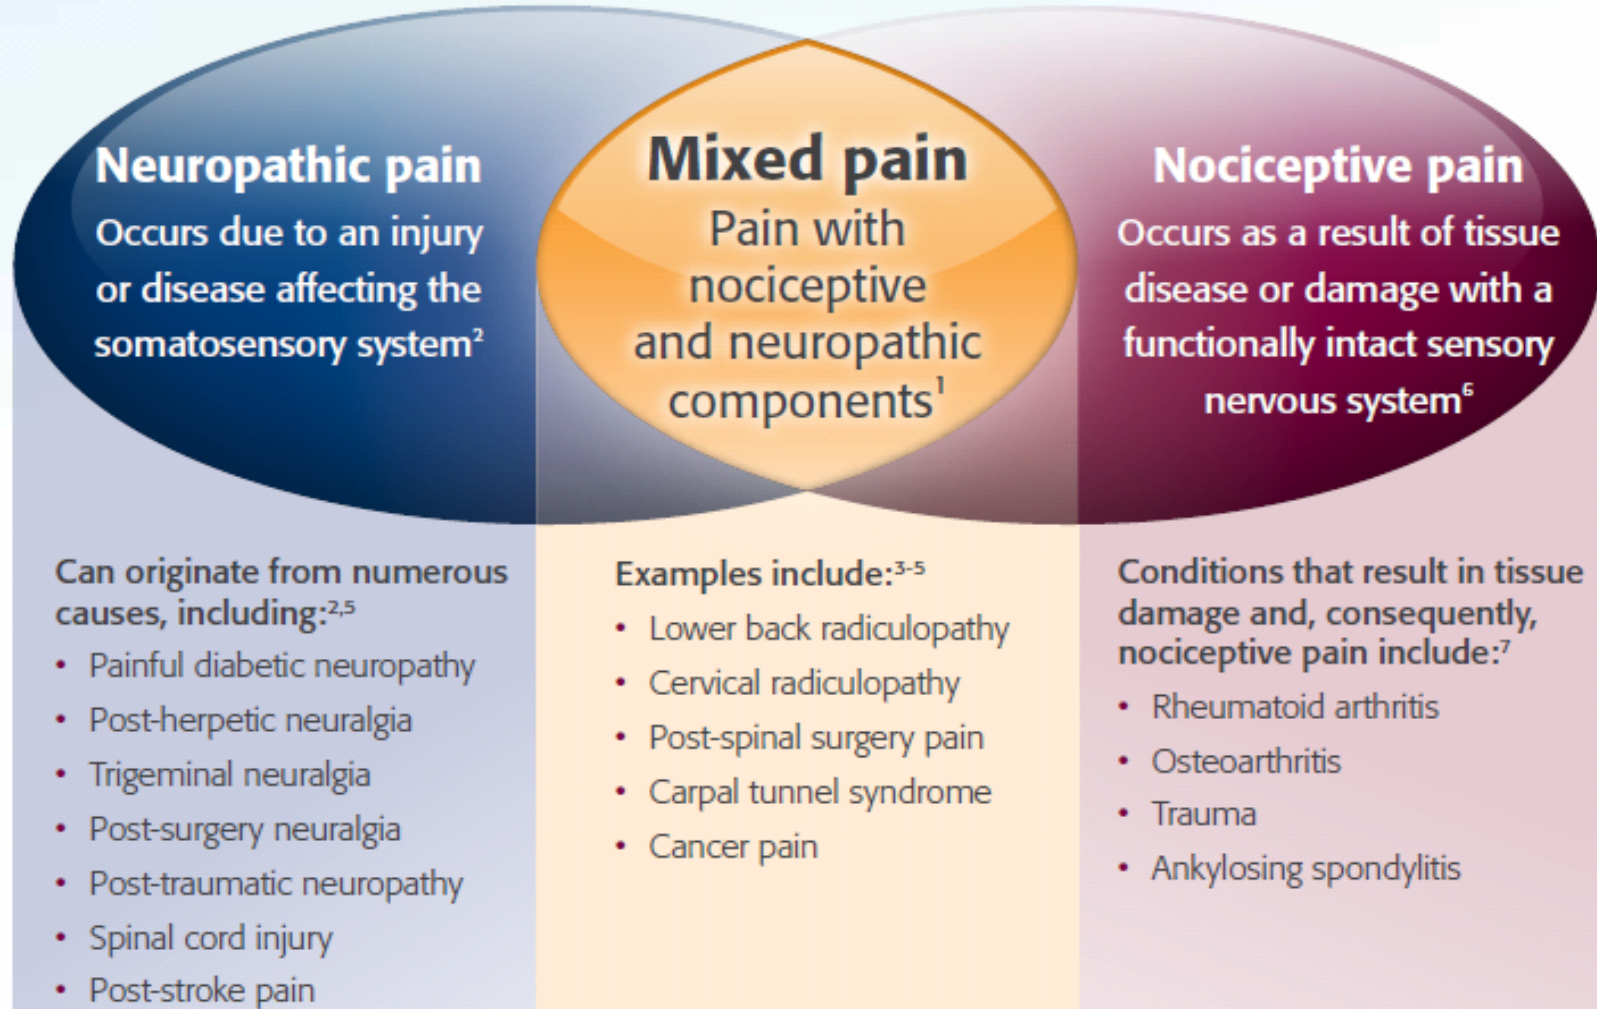 Neuropathic pain
Occurs due to an injury
or disease affecting the
somatosensory system²
Mixed pain
Pain with
nociceptive
and neuropathic
components¹
Nociceptive pain
Occurs as a result of tissue
disease or damage with a
functionally intact sensory
nervous system⁶
Can originate from numerous
causes, including:²,⁵
• Painful diabetic neuropathy
• Post-herpetic neuralgia
• Trigeminal neuralgia
• Post-surgery neuralgia
• Post-traumatic neuropathy
• Spinal cord injury
• Post-stroke pain
Examples include:³-⁵
• Lower back radiculopathy
• Cervical radiculopathy
• Post-spinal surgery pain
• Carpal tunnel syndrome
• Cancer pain
Conditions that result in tissue
damage and, consequently,
nociceptive pain include:⁷
• Rheumatoid arthritis
• Osteoarthritis
• Trauma
• Ankylosing spondylitis